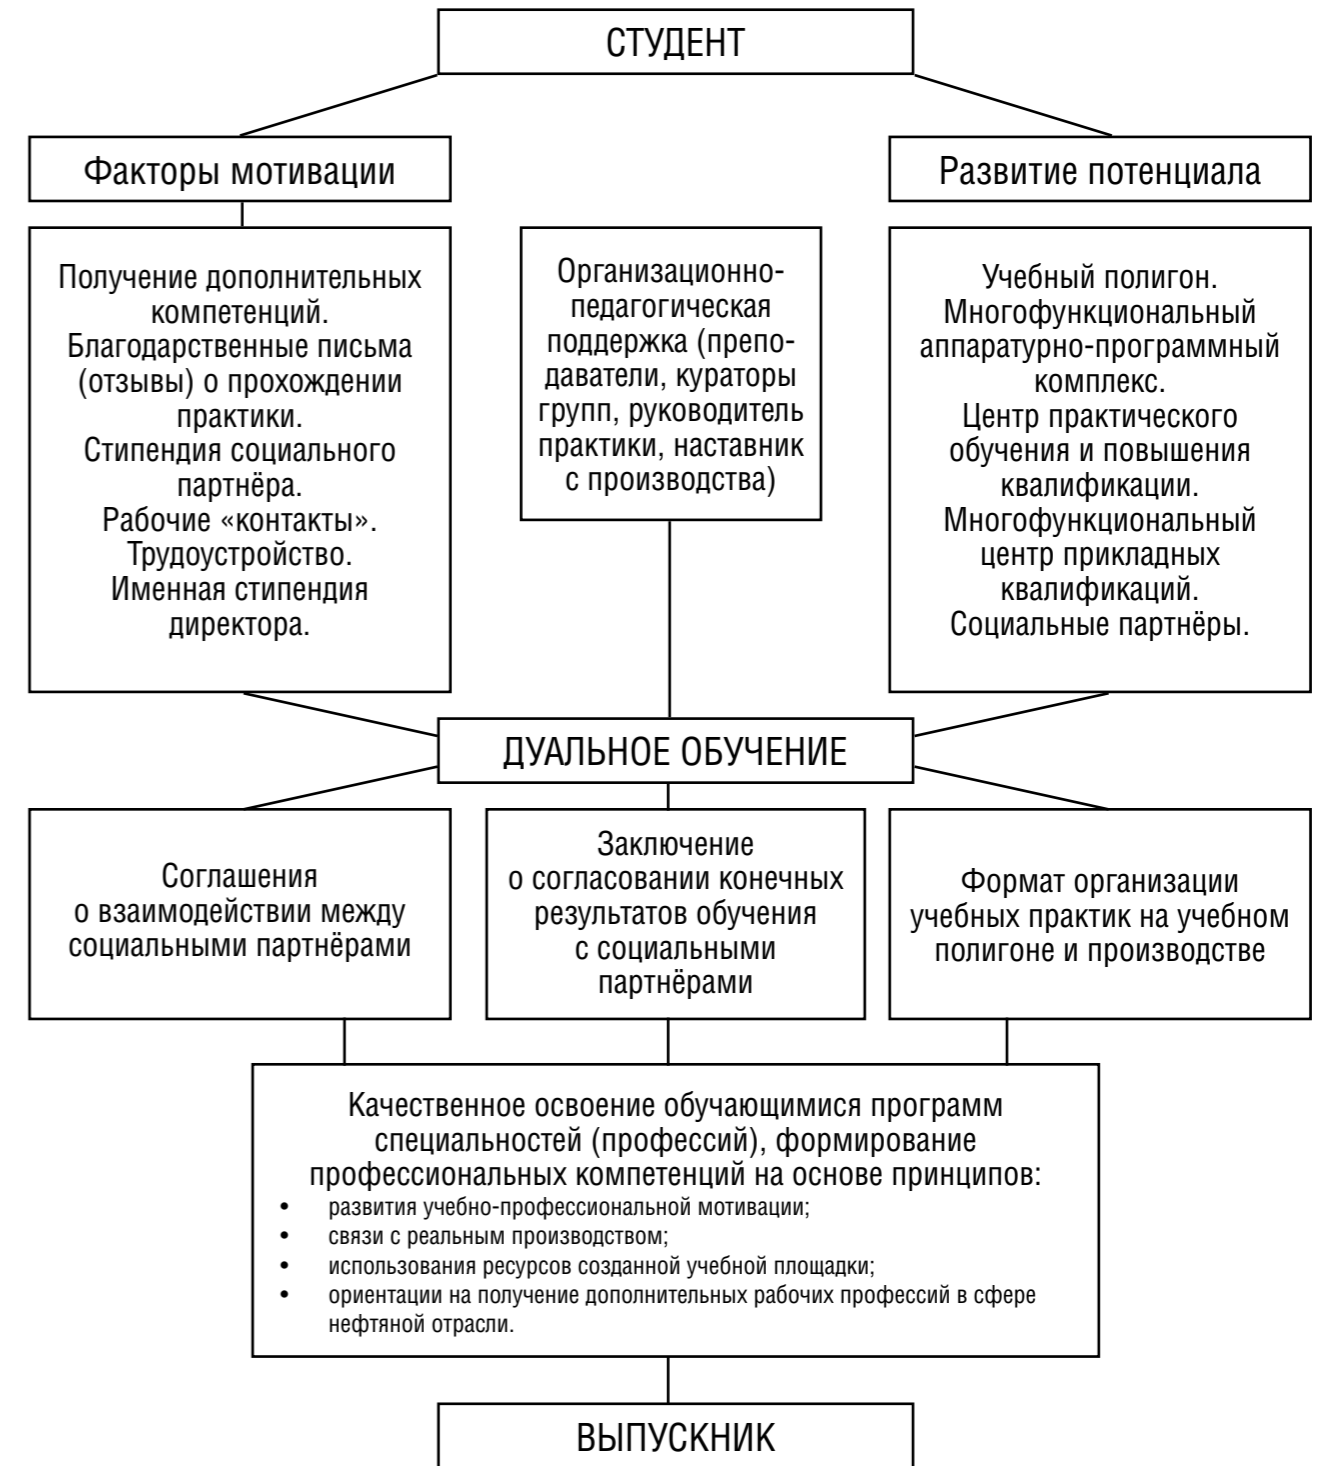 СТУДЕНТ
Факторы мотивации
Развитие потенциала
Получение дополнительных
компетенций.
Благодарственные письма
(отзывы) о прохождении
практики.
Стипендия социального
партнёра.
Рабочие «контакты».
Трудоустройство.
Именная стипендия
директора.
Организационно-
педагогическая
поддержка (препо-
даватели, кураторы
групп, руководитель
практики, наставник
с производства)
Учебный полигон.
Многофункциональный
аппаратурно-программный
комплекс.
Центр практического
обучения и повышения
квалификации.
Многофункциональный
центр прикладных
квалификаций.
Социальные партнёры.
ДУАЛЬНОЕ ОБУЧЕНИЕ
Соглашения
о взаимодействии между
социальными партнёрами
Заключение
о согласовании конечных
результатов обучения
с социальными
партнёрами
Формат организации
учебных практик на учебном
полигоне и производстве
Качественное освоение обучающимися программ
специальностей (профессий), формирование
профессиональных компетенций на основе принципов:
• развития учебно-профессиональной мотивации;
• связи с реальным производством;
• использования ресурсов созданной учебной площадки;
• ориентации на получение дополнительных рабочих профессий в сфере
нефтяной отрасли.
ВЫПУСКНИК